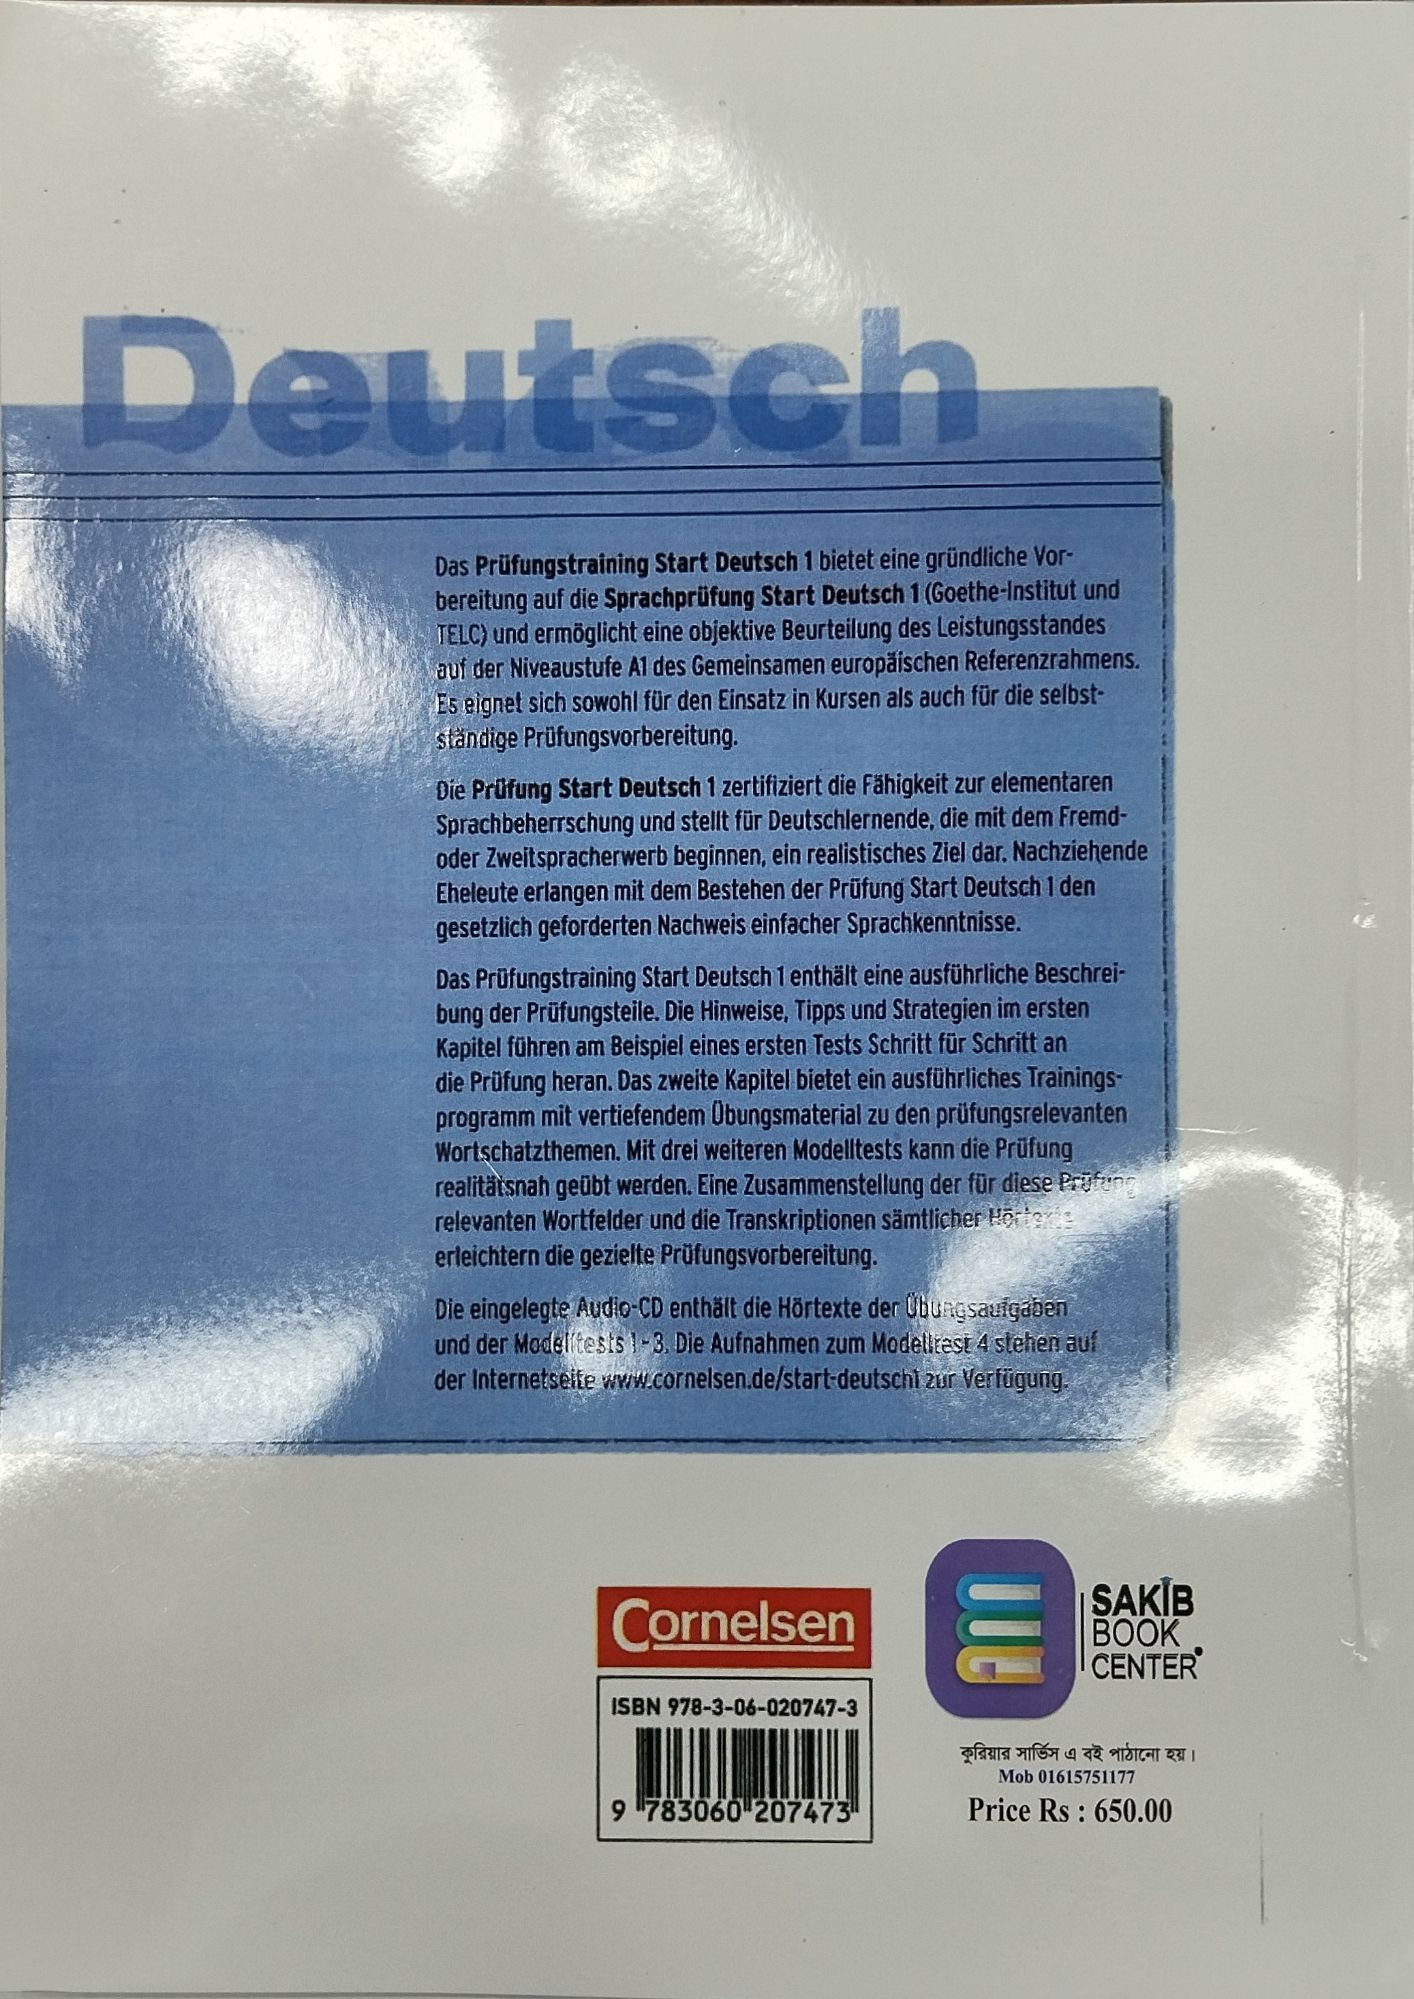 Deutsch
Das Prüfungstraining Start Deutsch 1 bietet eine gründliche Vor-
bereitung auf die Sprachprüfung Start Deutsch 1 (Goethe-Institut und
TELC) und ermöglicht eine objektive Beurteilung des Leistungsstandes
auf der Niveaustufe A1 des Gemeinsamen europäischen Referenzrahmens.
Es eignet sich sowohl für den Einsatz in Kursen als auch für die selbst-
ständige Prüfungsvorbereitung.
Die Prüfung Start Deutsch 1 zertifiziert die Fähigkeit zur elementaren
Sprachbeherrschung und stellt für Deutschlernende, die mit dem Fremd-
oder Zweitspracherwerb beginnen, ein realistisches Ziel dar. Nachziehende
Eheleute erlangen mit dem Bestehen der Prüfung Start Deutsch 1 den
gesetzlich geforderten Nachweis einfacher Sprachkenntnisse.
Das Prüfungstraining Start Deutsch 1 enthält eine ausführliche Beschrei-
bung der Prüfungsteile. Die Hinweise, Tipps und Strategien im ersten
Kapitel führen am Beispiel eines ersten Tests Schritt für Schritt an
die Prüfung heran. Das zweite Kapitel bietet ein ausführliches Trainings-
programm mit vertiefendem Übungsmaterial zu den prüfungsrelevanten
Wortschatzthemen. Mit drei weiteren Modelltests kann die Prüfung
realitätsnah geübt werden. Eine Zusammenstellung der für diese Prüfung
relevanten Wortfelder und die Transkriptionen sämtlicher Hörtexte
erleichtern die gezielte Prüfungsvorbereitung.
Die eingelegte Audio-CD enthält die Hörtexte der Übungsaufgaben
und der Modelltests 1-3. Die Aufnahmen zum Modelltest 4 stehen auf
der Internetseite www.cornelsen.de/start-deutsch1 zur Verfügung.
Cornelsen
ISBN 978-3-06-020747-3
9 783060 207473
SAKIB
BOOK
CENTER
কুরিয়ার সার্ভিস এ বই পাঠানো হয়।
Mob 01615751177
Price Rs : 650.00